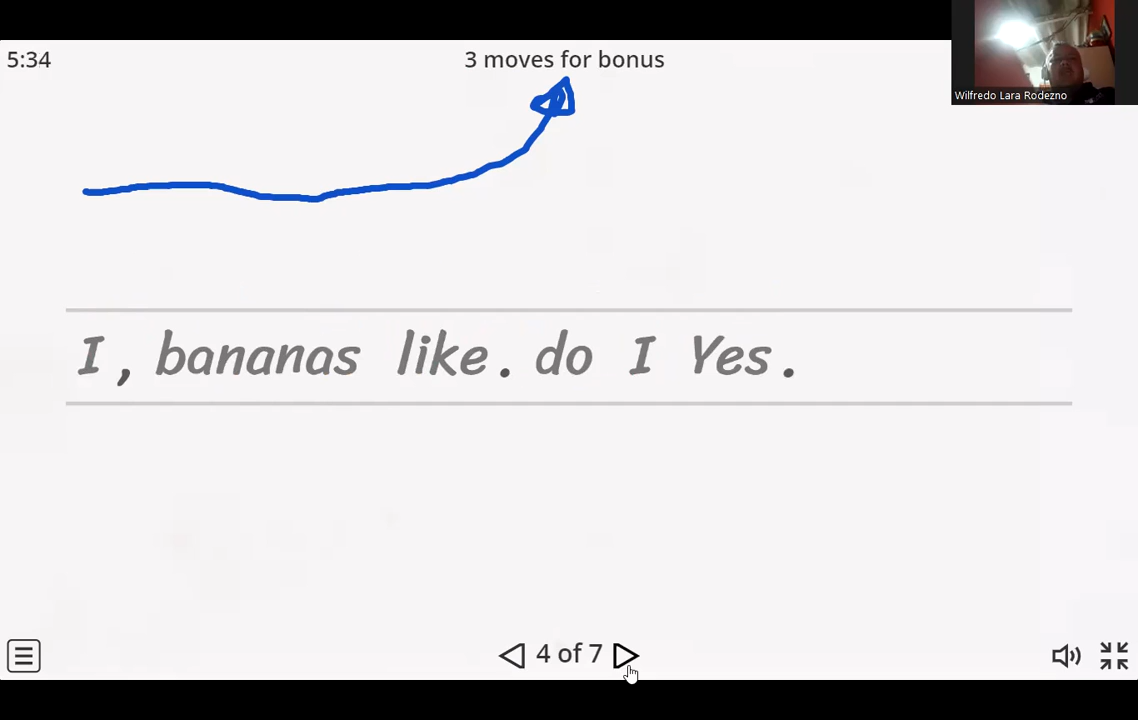 5:34
3 moves for bonus
Wilfredo Lara Rodezno
I, bananas like. do I Yes.
4 of 7